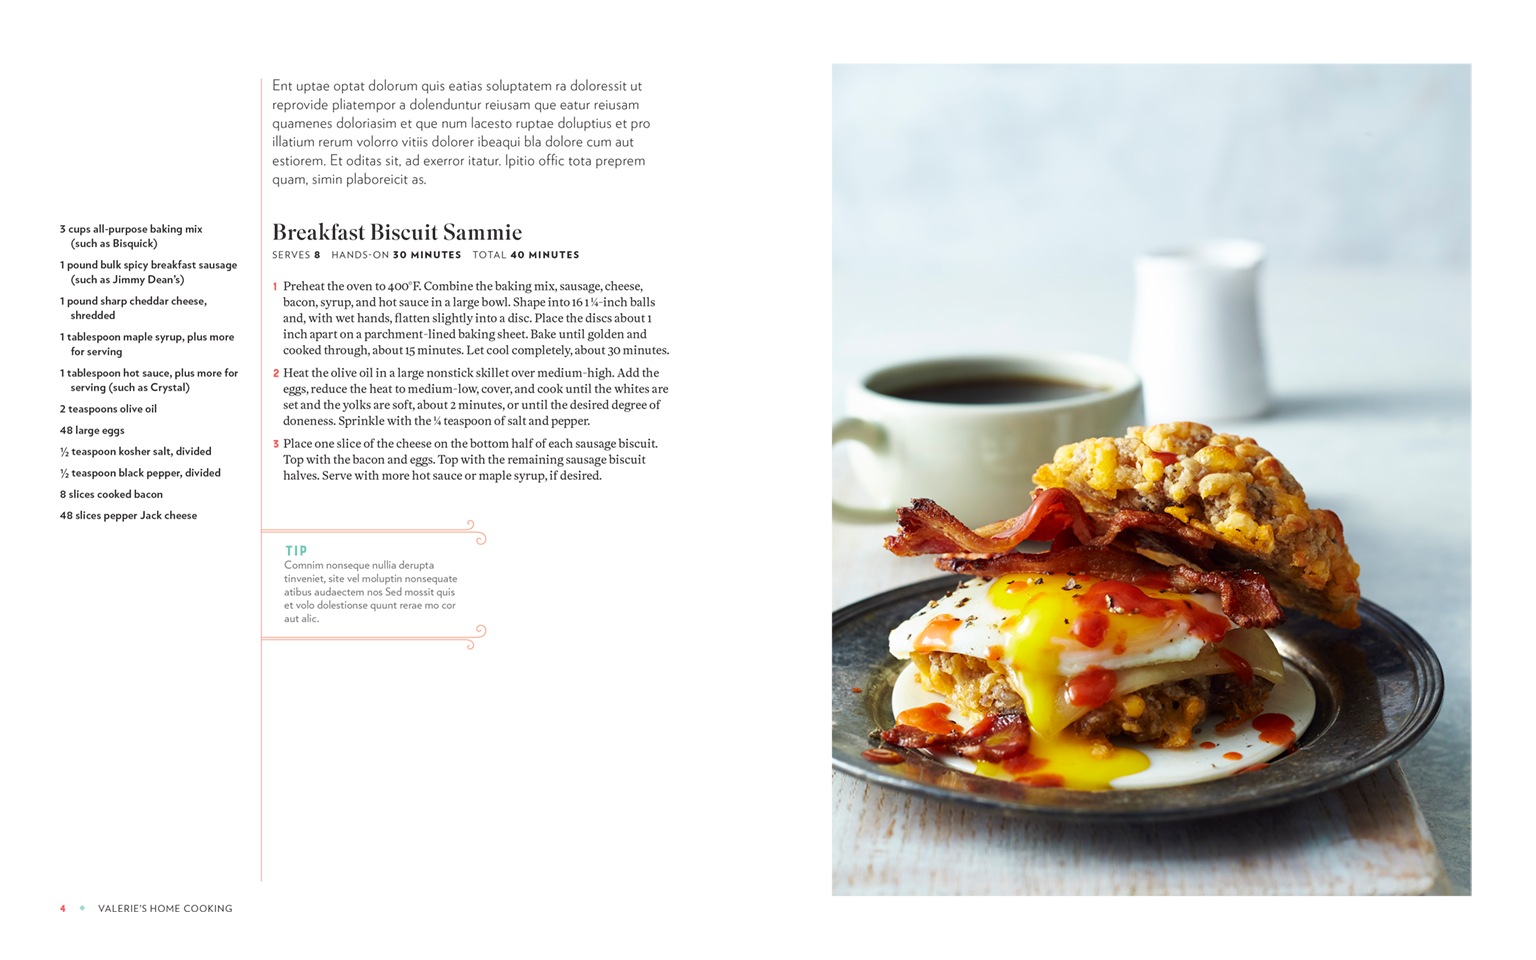 Ent uptae optat dolorum quis eatias soluptatem ra doloressit ut
reprovide pliatempor a dolenduntur reiusam que eatur reiusam
quamenes doloriasim et que num lacesto ruptae doluptius et pro
illatium rerum volorro vitiis dolorer ibeaqui bla dolore cum aut
estiorem. Et oditas sit, ad exerror itatur. Ipitio offic tota preprem
quam, simin plaboreicit as.
3 cups all-purpose baking mix
(such as Bisquick)
1 pound bulk spicy breakfast sausage
(such as Jimmy Dean's)
1 pound sharp cheddar cheese,
shredded
1 tablespoon maple syrup, plus more
for serving
1 tablespoon hot sauce, plus more for
serving (such as Crystal)
2 teaspoons olive oil
48 large eggs
½ teaspoon kosher salt, divided
½ teaspoon black pepper, divided
8 slices cooked bacon
48 slices pepper Jack cheese
Breakfast Biscuit Sammie
SERVES 8 HANDS-ON 30 MINUTES TOTAL 40 MINUTES
1 Preheat the oven to 400°F. Combine the baking mix, sausage, cheese,
bacon, syrup, and hot sauce in a large bowl. Shape into 16 1 ¼-inch balls
and, with wet hands, flatten slightly into a disc. Place the discs about 1
inch apart on a parchment-lined baking sheet. Bake until golden and
cooked through, about 15 minutes. Let cool completely, about 30 minutes.
2 Heat the olive oil in a large nonstick skillet over medium-high. Add the
eggs, reduce the heat to medium-low, cover, and cook until the whites are
set and the yolks are soft, about 2 minutes, or until the desired degree of
doneness. Sprinkle with the ¼ teaspoon of salt and pepper.
3 Place one slice of the cheese on the bottom half of each sausage biscuit.
Top with the bacon and eggs. Top with the remaining sausage biscuit
halves. Serve with more hot sauce or maple syrup, if desired.
TIP
Comnim nonseque nullia derupta
tinveniet, site vel moluptin nonsequate
atibus audaectem nos Sed mossit quis
et volo dolestionse quunt rerae mo cor
aut alic.
4 VALERIE'S HOME COOKING